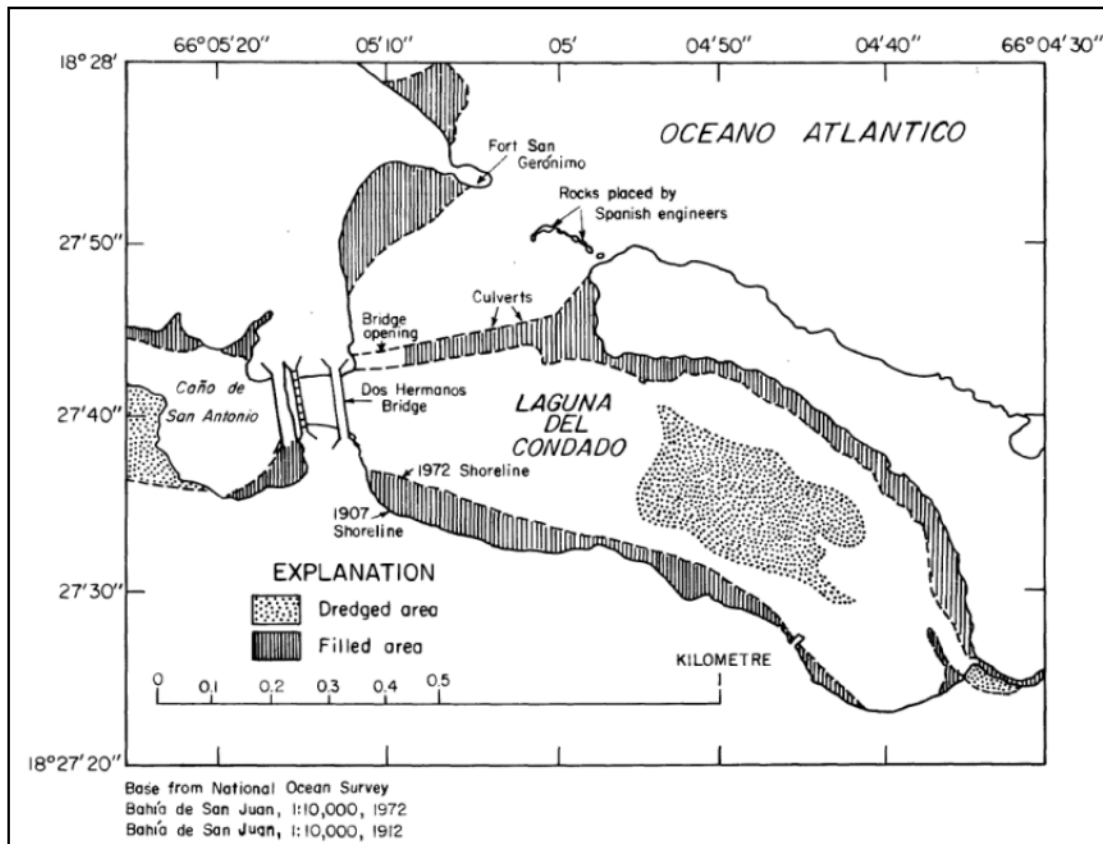 66°05'20" 05'10" 05' 04'50" 04'40" 66°04'30"
18°28'
OCEANO ATLANTICO
Fort San
Gerónimo
Rocks placed by
Spanish engineers
27'50"
Culverts
Bridge
opening
Caño de
San Antonio
Dos Hermanos
Bridge
27'40"
LAGUNA
DEL
CONDADO
1972 Shoreline
1907
Shoreline
EXPLANATION
27'30"
Dredged area
Filled area
KILOMETRE
0 0.1 0.2 0.3 0.4 0.5
18°27'20"
Base from National Ocean Survey
Bahía de San Juan, 1:10,000, 1972
Bahía de San Juan, 1:10,000, 1912